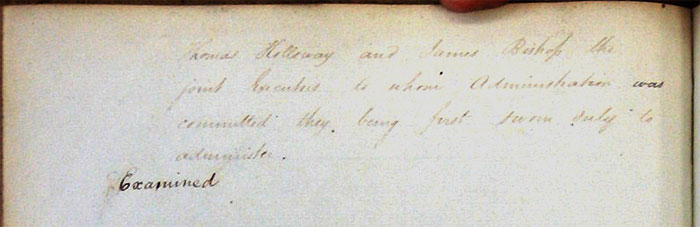 Thomas Holloway and James Bishop the
joint Executors to whom Administration was
committed they being first sworn duly to
administer.
Examined